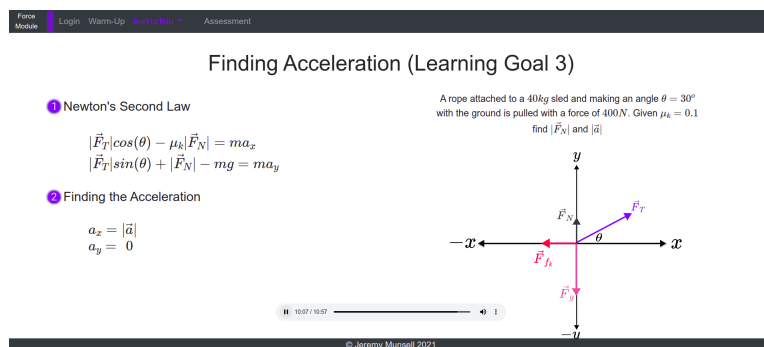 Force
Module
Login Warm-Up Instruction Assessment
Finding Acceleration (Learning Goal 3)
1 Newton's Second Law
|F⃗_T|cos(θ) − μ_k|F⃗_N| = ma_x
|F⃗_T|sin(θ) + |F⃗_N| − mg = ma_y
2 Finding the Acceleration
a_x = |a⃗|
a_y = 0
A rope attached to a 40kg sled and making an angle θ = 30°
with the ground is pulled with a force of 400N. Given μ_k = 0.1
find |F⃗_N| and |a⃗|
y
F⃗_T
F⃗_N
θ
−x
x
F⃗_f_k
F⃗_g
−y
10:07 / 10:57
© Jeremy Munsell 2021